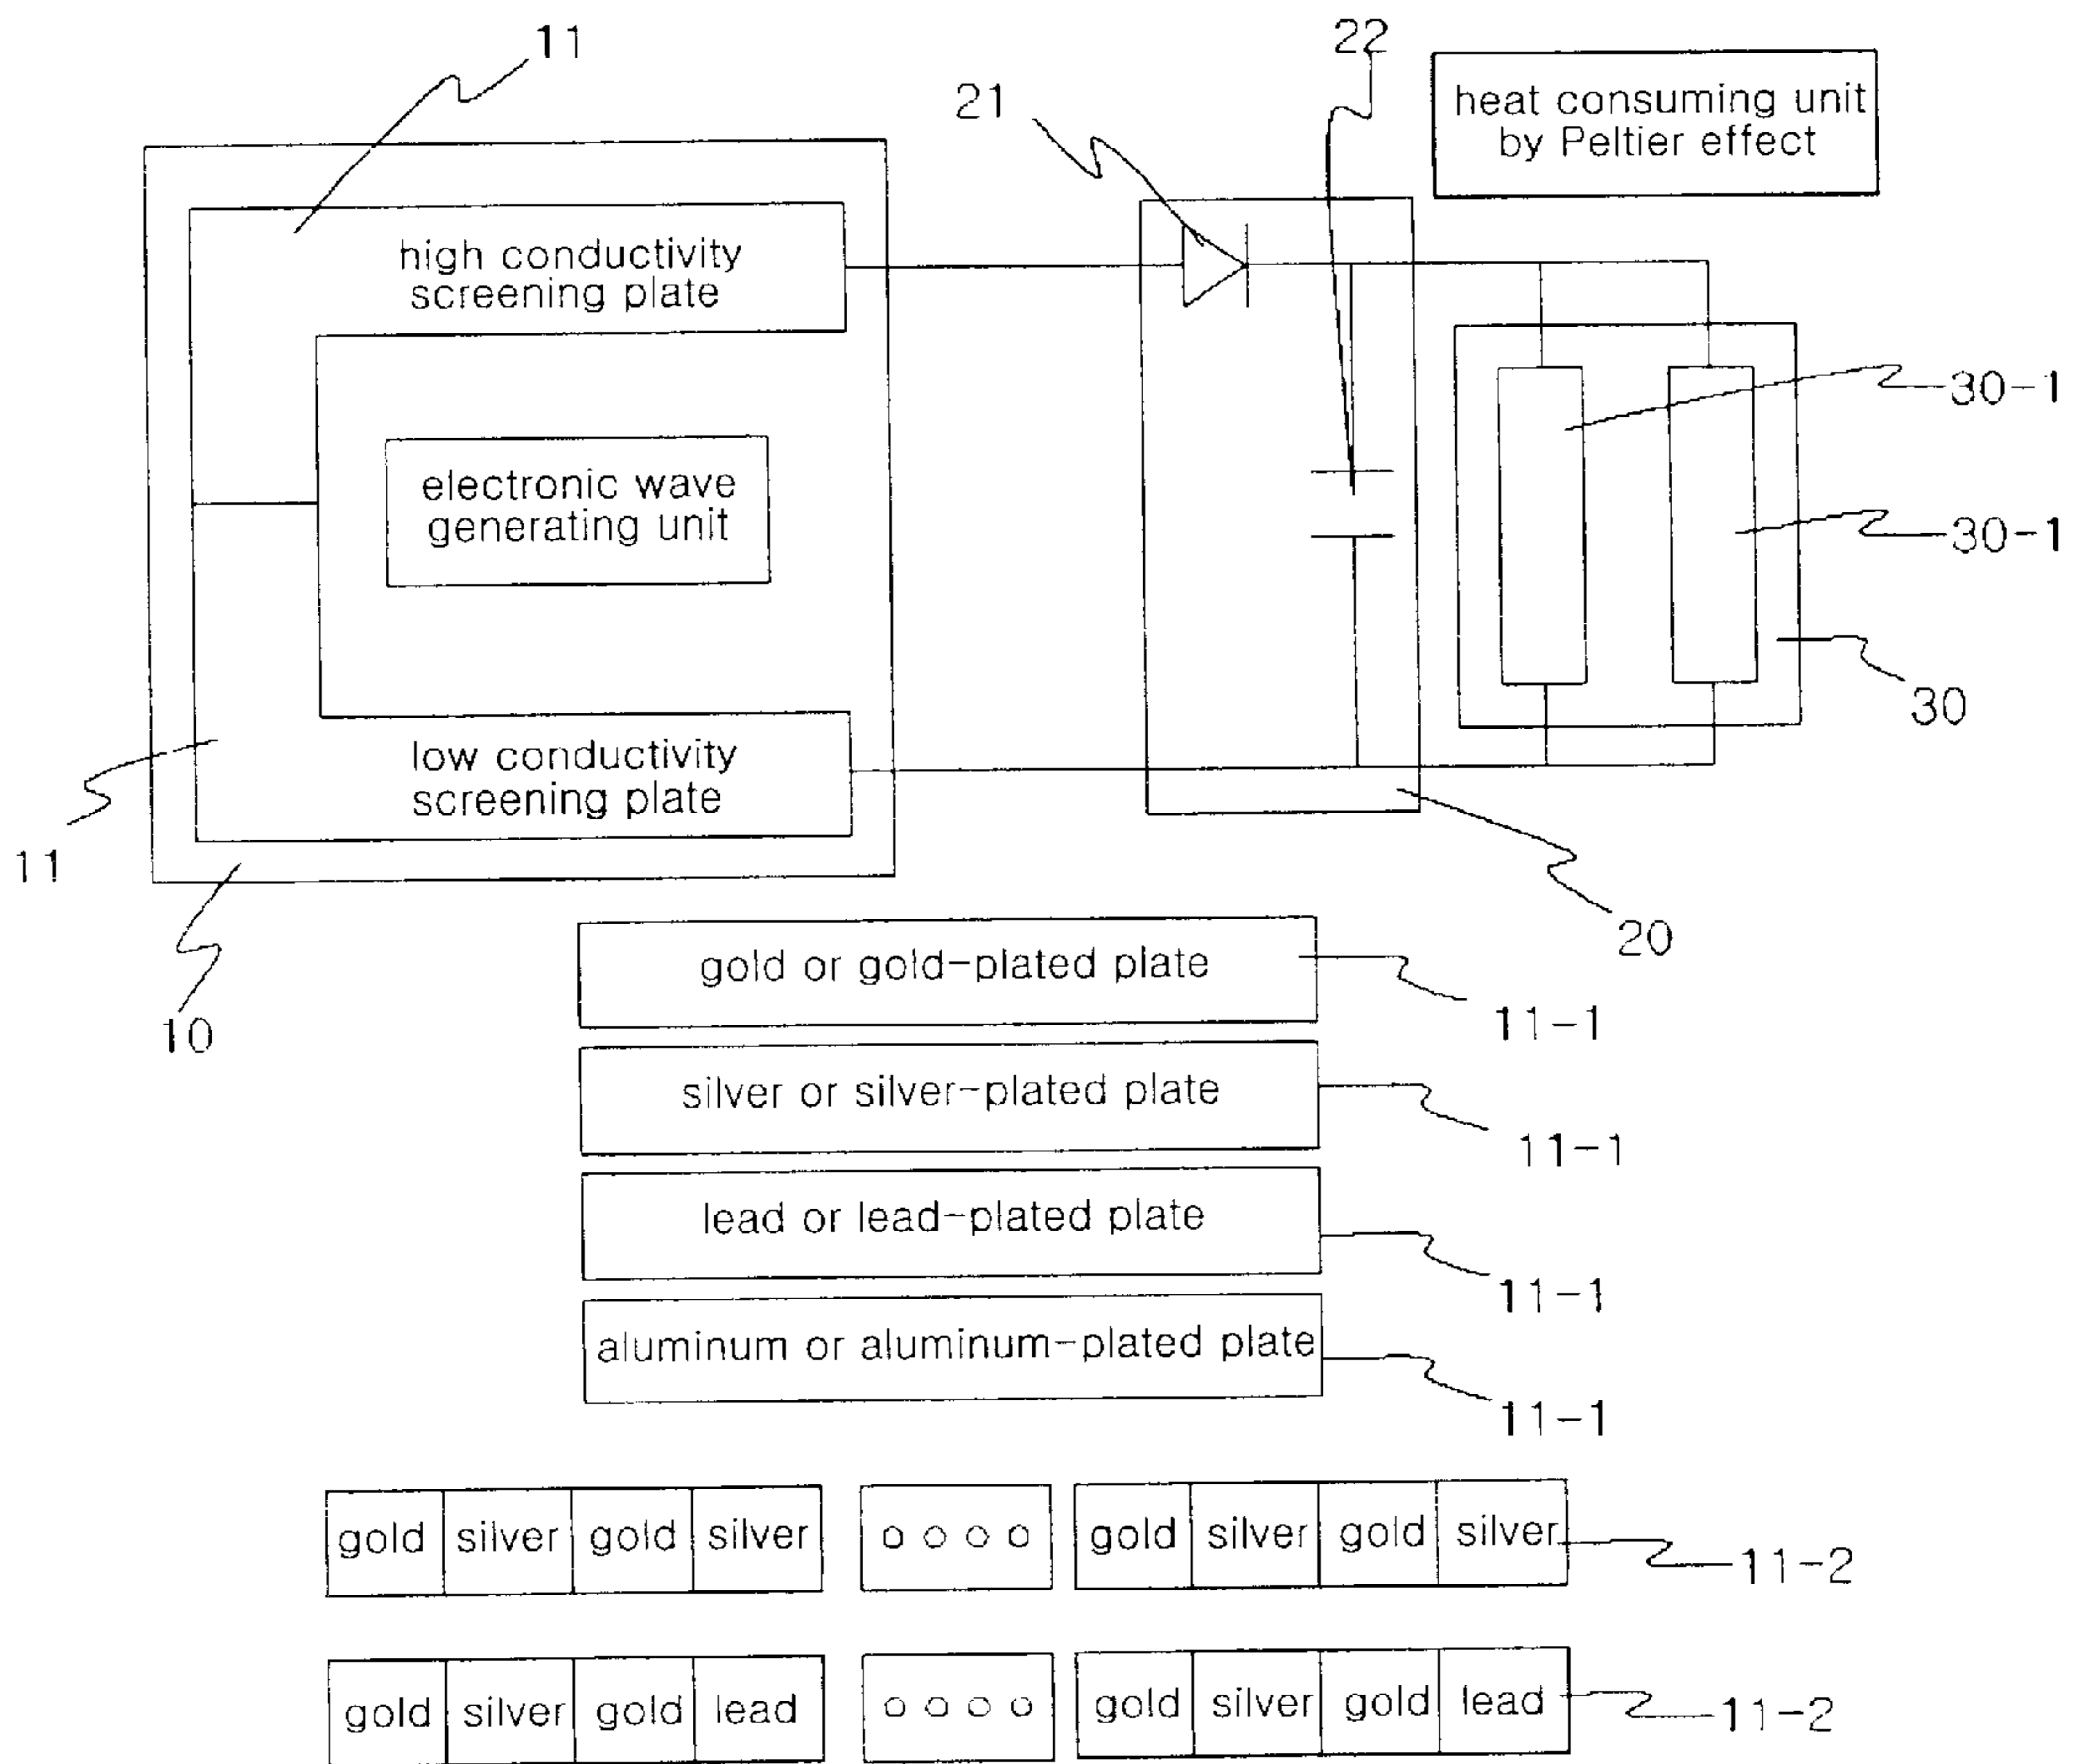 11
22
21
heat consuming unit
by Peltier effect
high conductivity
screening plate
30-1
electronic wave
generating unit
30-1
30
low conductivity
screening plate
11
20
10
gold or gold-plated plate
11-1
silver or silver-plated plate
11-1
lead or lead-plated plate
11-1
aluminum or aluminum-plated plate
11-1
gold silver gold silver o o o o gold silver gold silver
11-2
gold silver gold lead o o o o gold silver gold lead
11-2